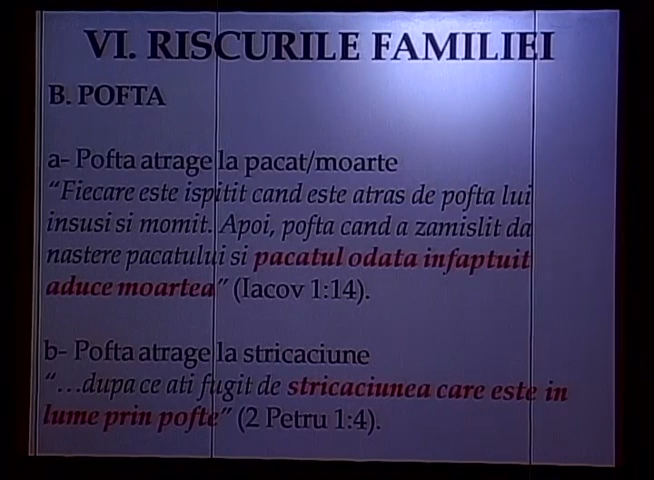 VI. RISCURILE FAMILIEI
B. POFTA
a- Pofta atrage la pacat/moarte
"Fiecare este ispitit cand este atras de pofta lui
insusi si momit. Apoi, pofta cand a zamislit da
nastere pacatului si pacatul odata infaptuit
aduce moartea" (Iacov 1:14).
b- Pofta atrage la stricaciune
"…dupa ce ati fugit de stricaciunea care este in
lume prin pofte" (2 Petru 1:4).